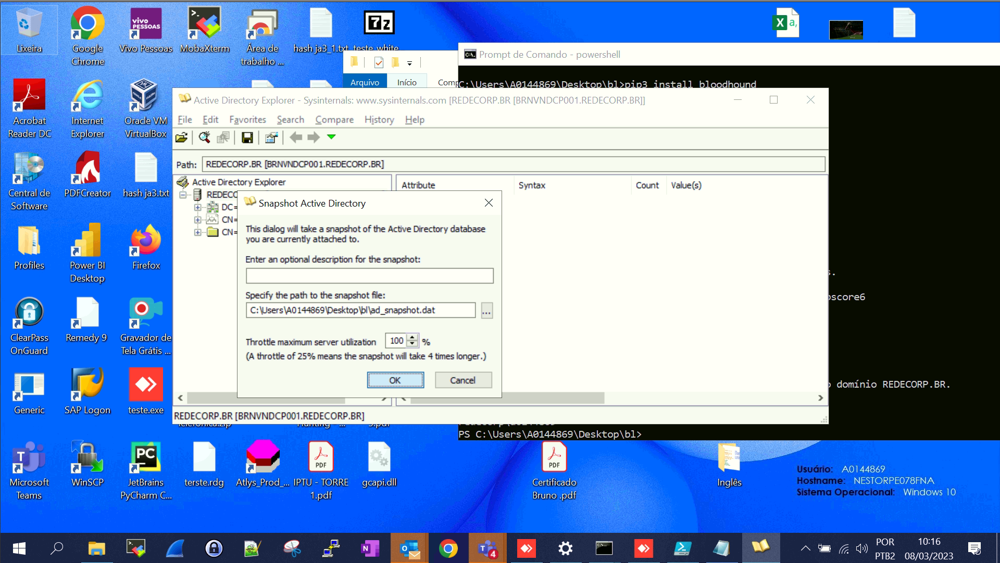 Lixeira
Google
Chrome
vivo
PESSOAS
Vivo Pessoas
MobaXterm
Área de
trabalho ...
hash ja3_1.txt
7z
teste_white...
X a,
Prompt de Comando - powershell
Arquivo
Início
Comp
C:\Users\A0144869\Desktop\bl>pip3 install bloodhound
Active Directory Explorer - Sysinternals: www.sysinternals.com [REDECORP.BR [BRNVNDCP001.REDECORP.BR]]
File Edit Favorites Search Compare History Help
Path: REDECORP.BR [BRNVNDCP001.REDECORP.BR]
Active Directory Explorer
REDECO
DC=
CN=
CN=
Attribute Syntax Count Value(s)
Snapshot Active Directory
This dialog will take a snapshot of the Active Directory database
you are currently attached to.
Enter an optional description for the snapshot:
Specify the path to the snapshot file:
C:\Users\A0144869\Desktop\bl\ad_snapshot.dat
...
Throttle maximum server utilization 100 %
(A throttle of 25% means the snapshot will take 4 times longer.)
OK Cancel
REDECORP.BR [BRNVNDCP001.REDECORP.BR]
s.
oscore6
o domínio REDECORP.BR.
PS C:\Users\A0144869\Desktop\bl>
Acrobat
Reader DC
Internet
Explorer
Oracle VM
VirtualBox
Central de
Software
PDFCreator
hash ja3.txt
Profiles
Power BI
Desktop
Firefox
ClearPass
OnGuard
Remedy 9
Gravador de
Tela Grátis ...
Generic
SAP Logon
teste.exe
Microsoft
Teams
WinSCP
PC
JetBrains
PyCharm C...
terste.rdg
Atlys_Prod_...
PDF
IPTU - TORRE
1.pdf
gcapi.dll
PDF
Certificado
Bruno .pdf
Inglês
Usuário: A0144869
Hostname: NESTORPE078FNA
Sistema Operacional: Windows 10
4
POR
PTB2
10:16
08/03/2023